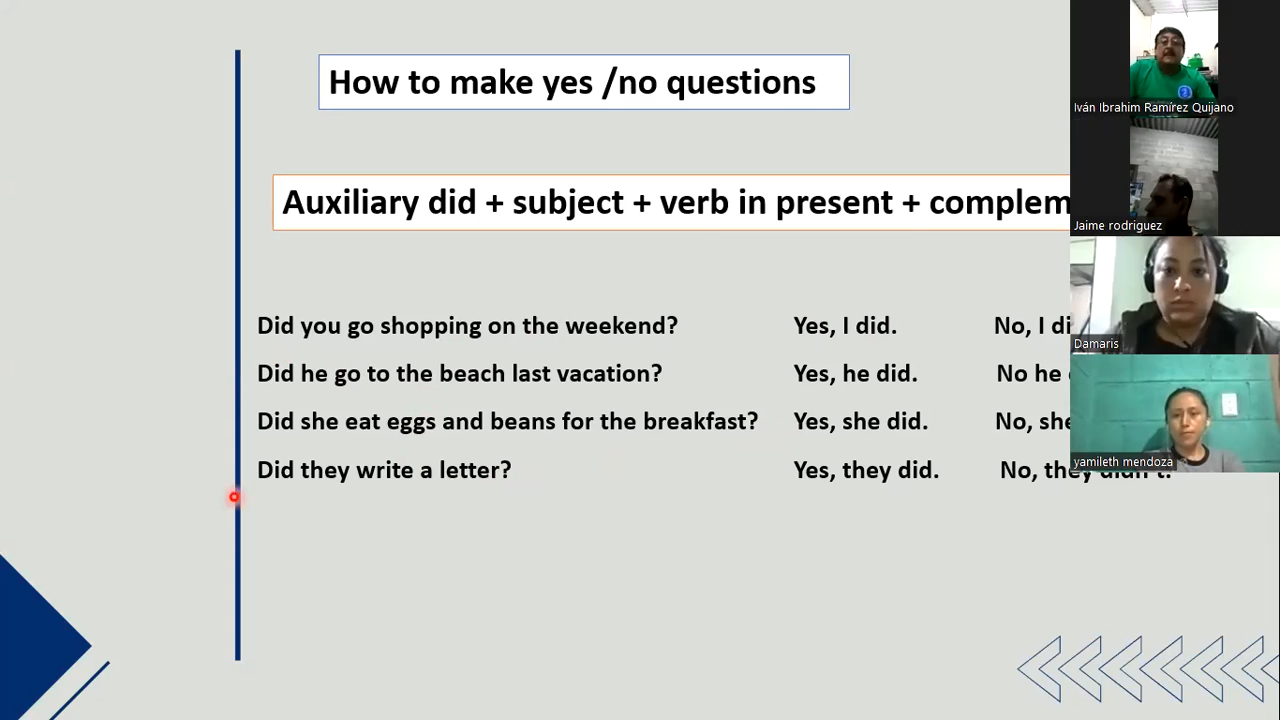 How to make yes /no questions
Auxiliary did + subject + verb in present + complem
Did you go shopping on the weekend? Yes, I did. No, I di
Did he go to the beach last vacation? Yes, he did. No he
Did she eat eggs and beans for the breakfast? Yes, she did. No, she
Did they write a letter? Yes, they did. No, they didn't.
Iván Ibrahim Ramírez Quijano
Jaime rodriguez
Damaris
yamileth mendoza